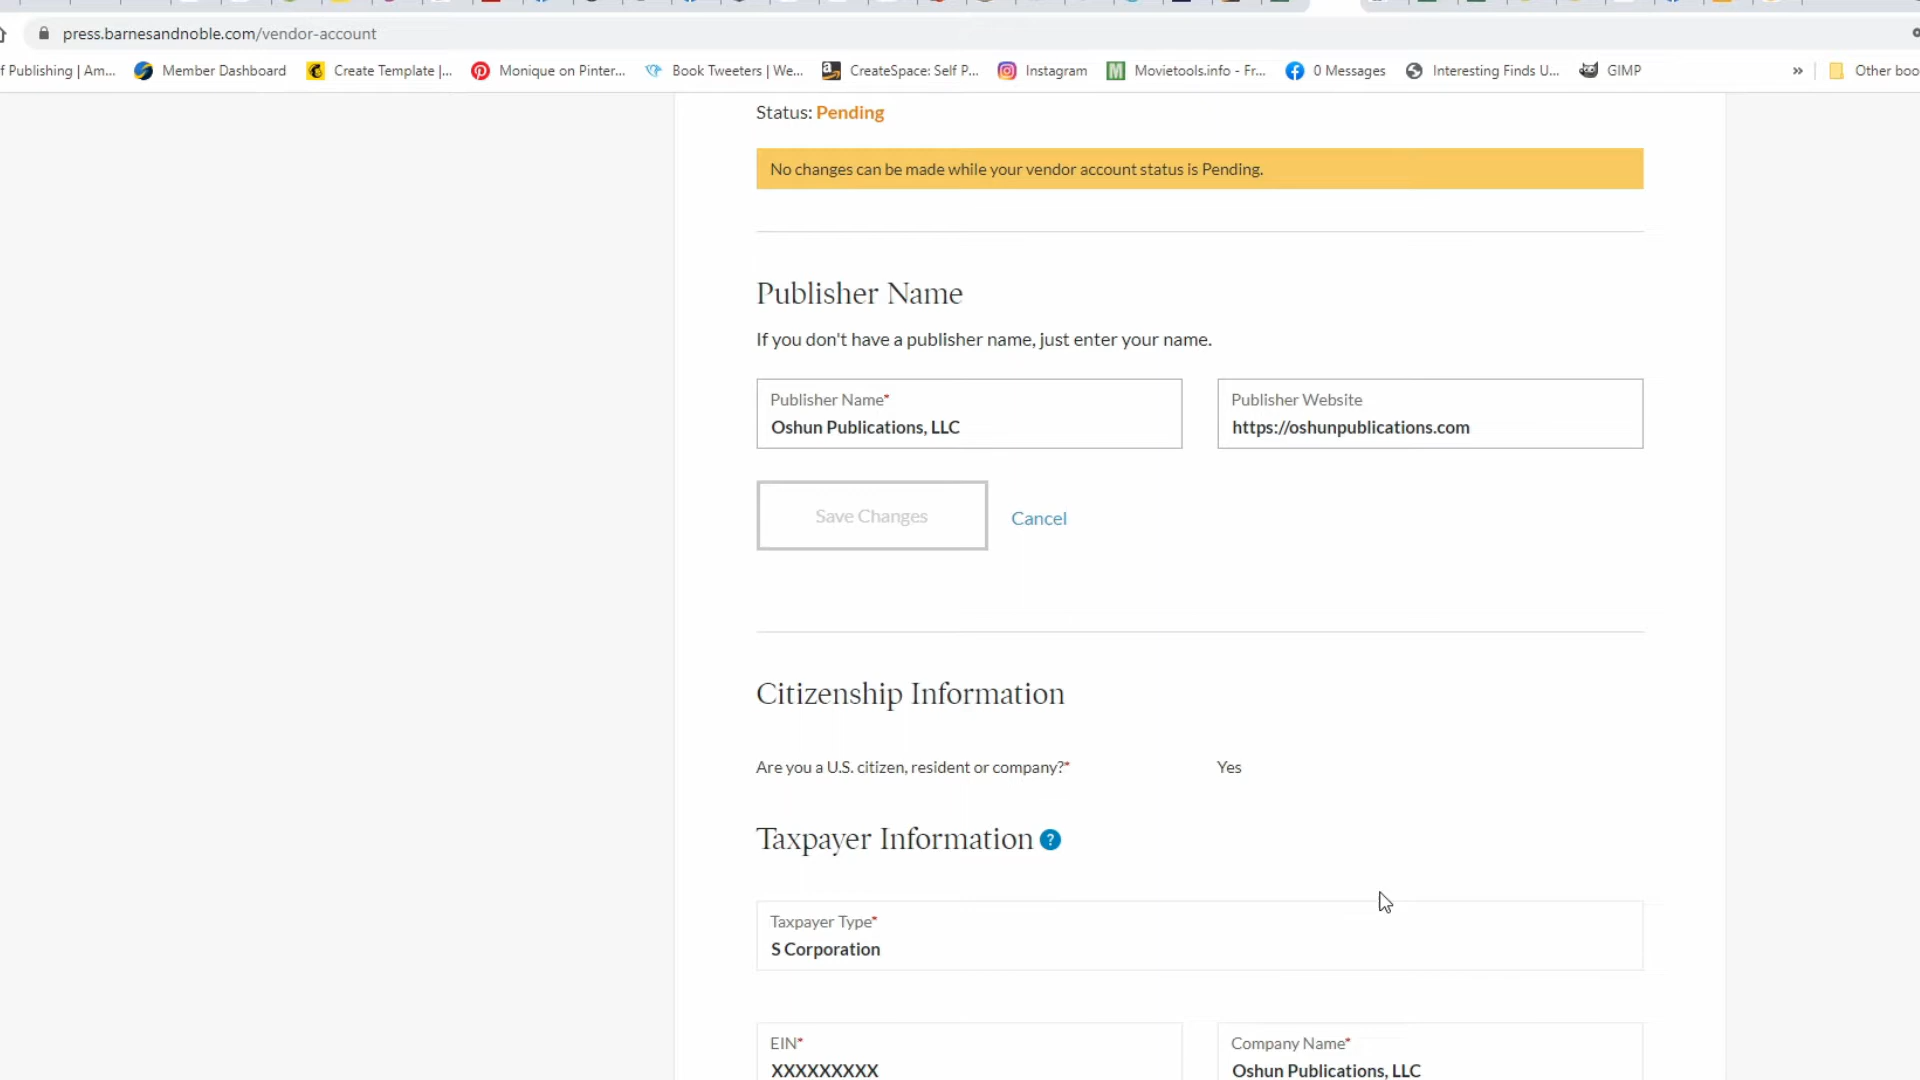 press.barnesandnoble.com/vendor-account
f Publishing | Am... Member Dashboard Create Template |... Monique on Pinter... Book Tweeters | We... CreateSpace: Self P... Instagram Movietools.info - Fr... 0 Messages Interesting Finds U... GIMP » Other boo
Status: Pending
No changes can be made while your vendor account status is Pending.
Publisher Name
If you don't have a publisher name, just enter your name.
Publisher Name* Publisher Website
Oshun Publications, LLC https://oshunpublications.com
Save Changes Cancel
Citizenship Information
Are you a U.S. citizen, resident or company?* Yes
Taxpayer Information ?
Taxpayer Type*
S Corporation
EIN* Company Name*
XXXXXXXXX Oshun Publications, LLC